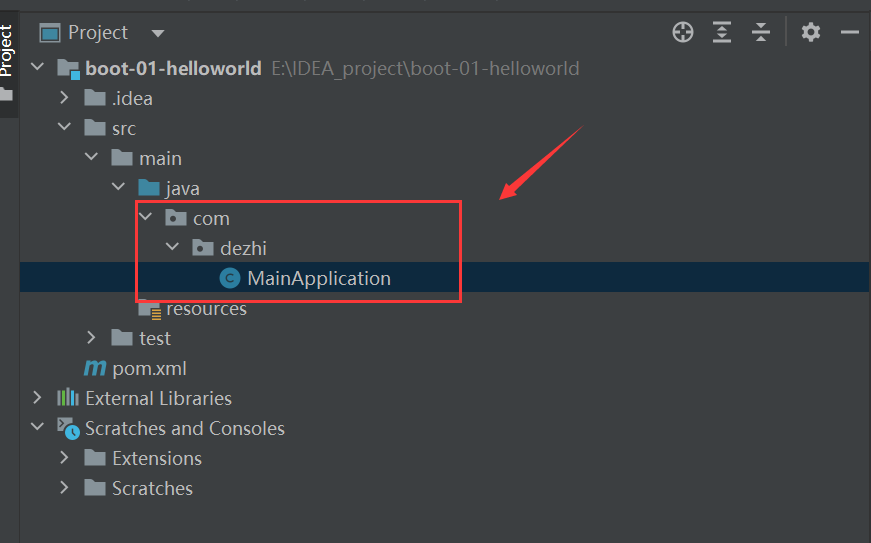 Project
Project
boot-01-helloworld E:\IDEA_project\boot-01-helloworld
.idea
src
main
java
com
dezhi
C MainApplication
resources
test
m pom.xml
External Libraries
Scratches and Consoles
Extensions
Scratches